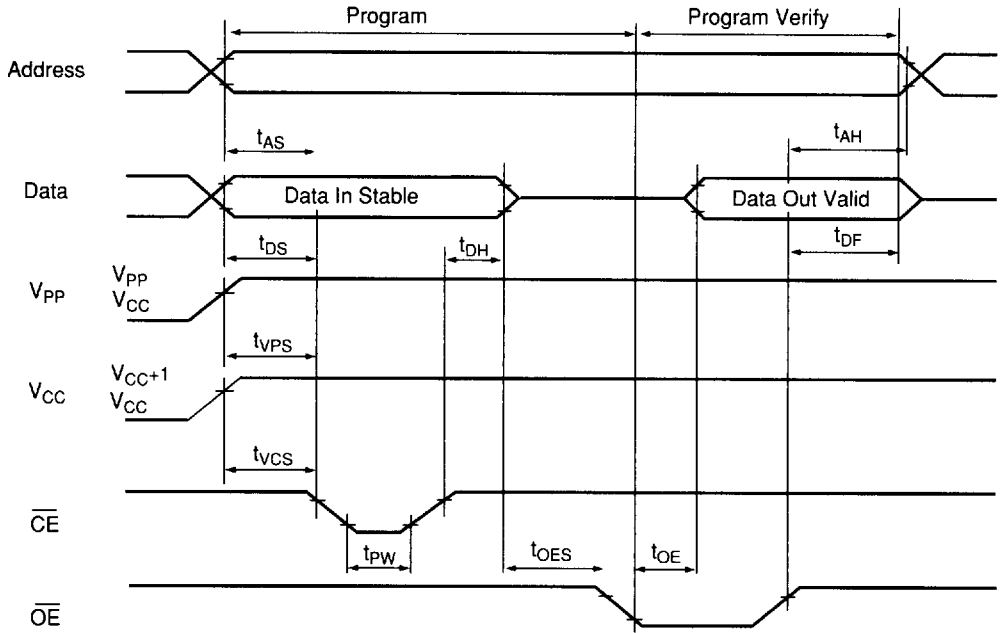 Program
Program Verify
Address
tAS
tAH
Data
Data In Stable
Data Out Valid
tDS
tDH
tDF
VPP
VPP
VCC
tVPS
VCC
VCC+1
VCC
tVCS
CE
tPW
tOES
tOE
OE